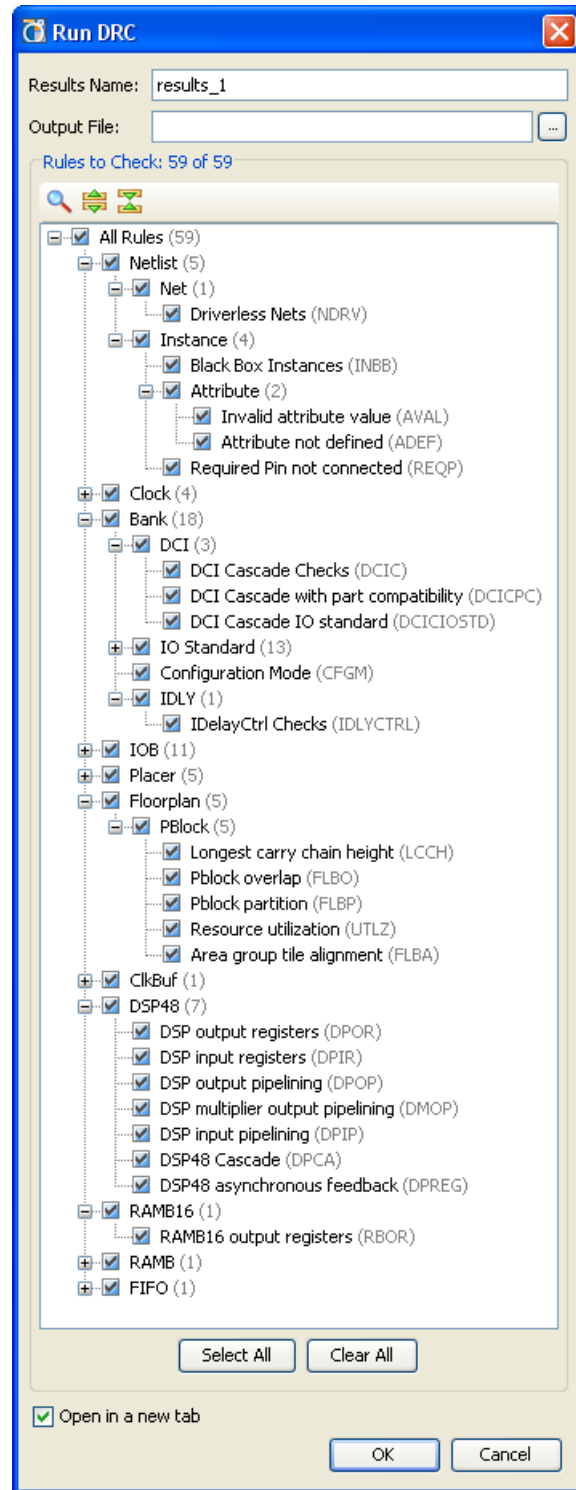 Run DRC
Results Name: results_1
Output File: ...
Rules to Check: 59 of 59
All Rules (59)
Netlist (5)
Net (1)
Driverless Nets (NDRV)
Instance (4)
Black Box Instances (INBB)
Attribute (2)
Invalid attribute value (AVAL)
Attribute not defined (ADEF)
Required Pin not connected (REQP)
Clock (4)
Bank (18)
DCI (3)
DCI Cascade Checks (DCIC)
DCI Cascade with part compatibility (DCICPC)
DCI Cascade IO standard (DCICIOSTD)
IO Standard (13)
Configuration Mode (CFGM)
IDLY (1)
IDelayCtrl Checks (IDLYCTRL)
IOB (11)
Placer (5)
Floorplan (5)
PBlock (5)
Longest carry chain height (LCCH)
Pblock overlap (FLBO)
Pblock partition (FLBP)
Resource utilization (UTLZ)
Area group tile alignment (FLBA)
ClkBuf (1)
DSP48 (7)
DSP output registers (DPOR)
DSP input registers (DPIR)
DSP output pipelining (DPOP)
DSP multiplier output pipelining (DMOP)
DSP input pipelining (DPIP)
DSP48 Cascade (DPCA)
DSP48 asynchronous feedback (DPREG)
RAMB16 (1)
RAMB16 output registers (RBOR)
RAMB (1)
FIFO (1)
Select All Clear All
Open in a new tab
OK Cancel